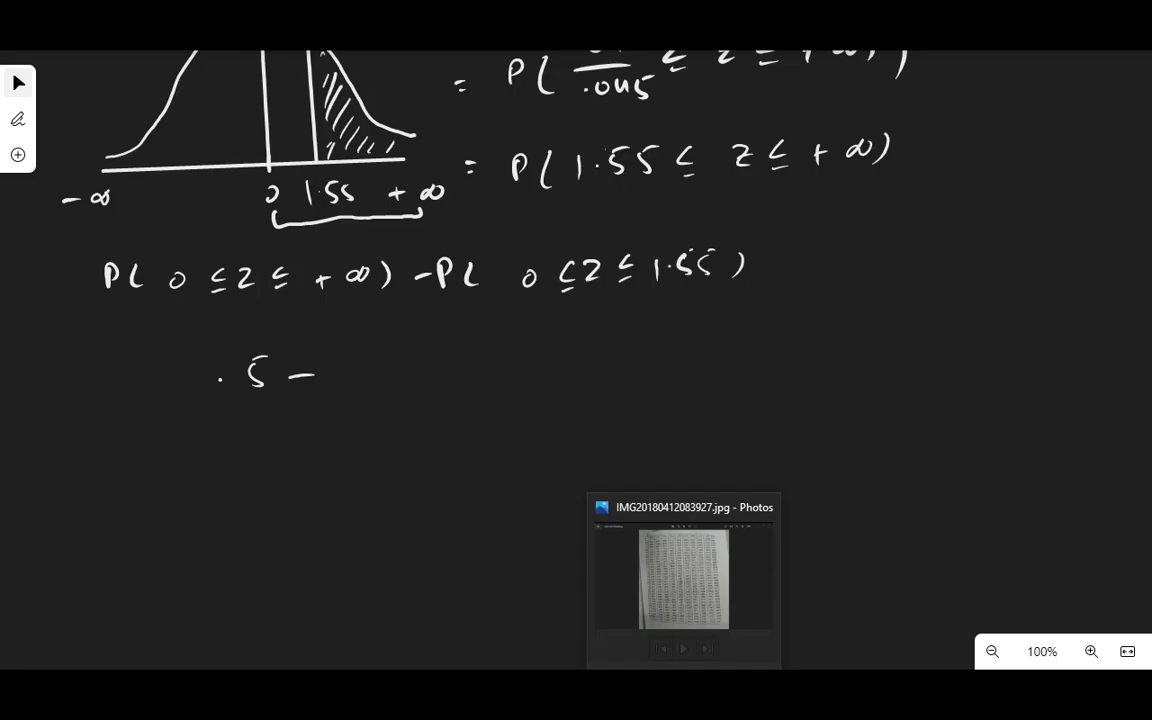 = P( .045 ≤ z ≤ + ∞ )
= P( 1.55 ≤ z ≤ + ∞ )
- ∞ 0 1.55 + ∞
P( 0 ≤ z ≤ + ∞ ) - P( 0 ≤ z ≤ 1.55 )
. 5 -
IMG20180412083927.jpg - Photos
100%